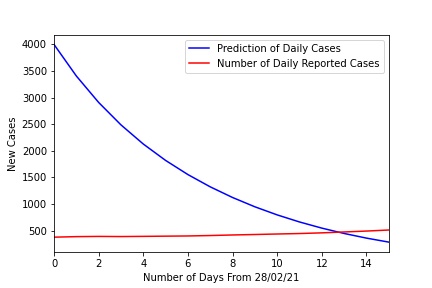 Prediction of Daily Cases
Number of Daily Reported Cases
New Cases
4000
3500
3000
2500
2000
1500
1000
500
0 2 4 6 8 10 12 14
Number of Days From 28/02/21